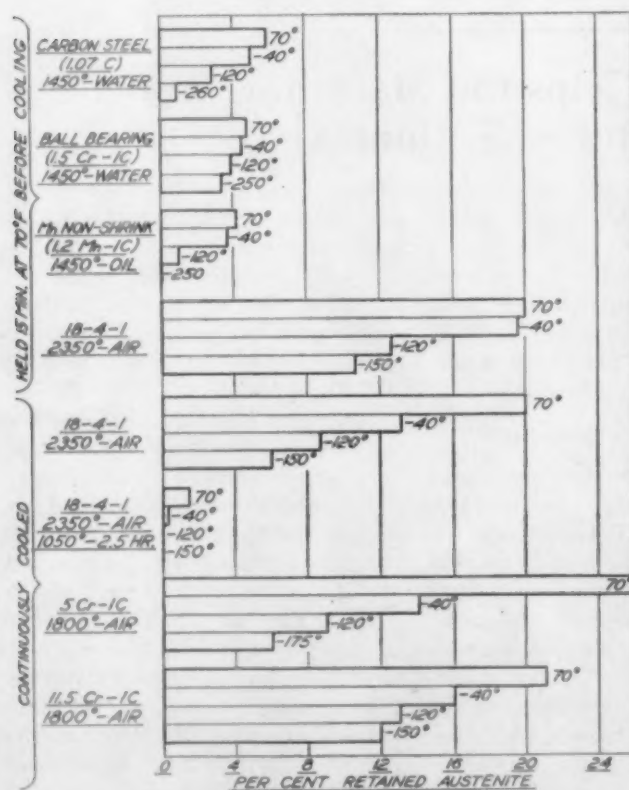 HELD 15 MIN. AT 70°F BEFORE COOLING
CARBON STEEL
(1.07 C)
1450°-WATER
70°
-40°
-120°
-260°
BALL BEARING
(1.5 Cr-1C)
1450°-WATER
70°
-40°
-120°
-250°
Mn NON-SHRINK
(1.2 Mn-1C)
1450°-OIL
70°
-40°
-120°
-250
18-4-1
2350°-AIR
70°
-40°
-120°
-150°
CONTINUOUSLY COOLED
18-4-1
2350°-AIR
70°
-40°
-120°
-150°
18-4-1
2350°-AIR
1050°-2.5 HR.
70°
-40°
-120°
-150°
5 Cr-1C
1800°-AIR
70°
-40°
-120°
-175°
11.5 Cr-1C
1800°-AIR
70°
-40°
-120°
-150°
0 4 8 12 16 20 24
PER CENT RETAINED AUSTENITE